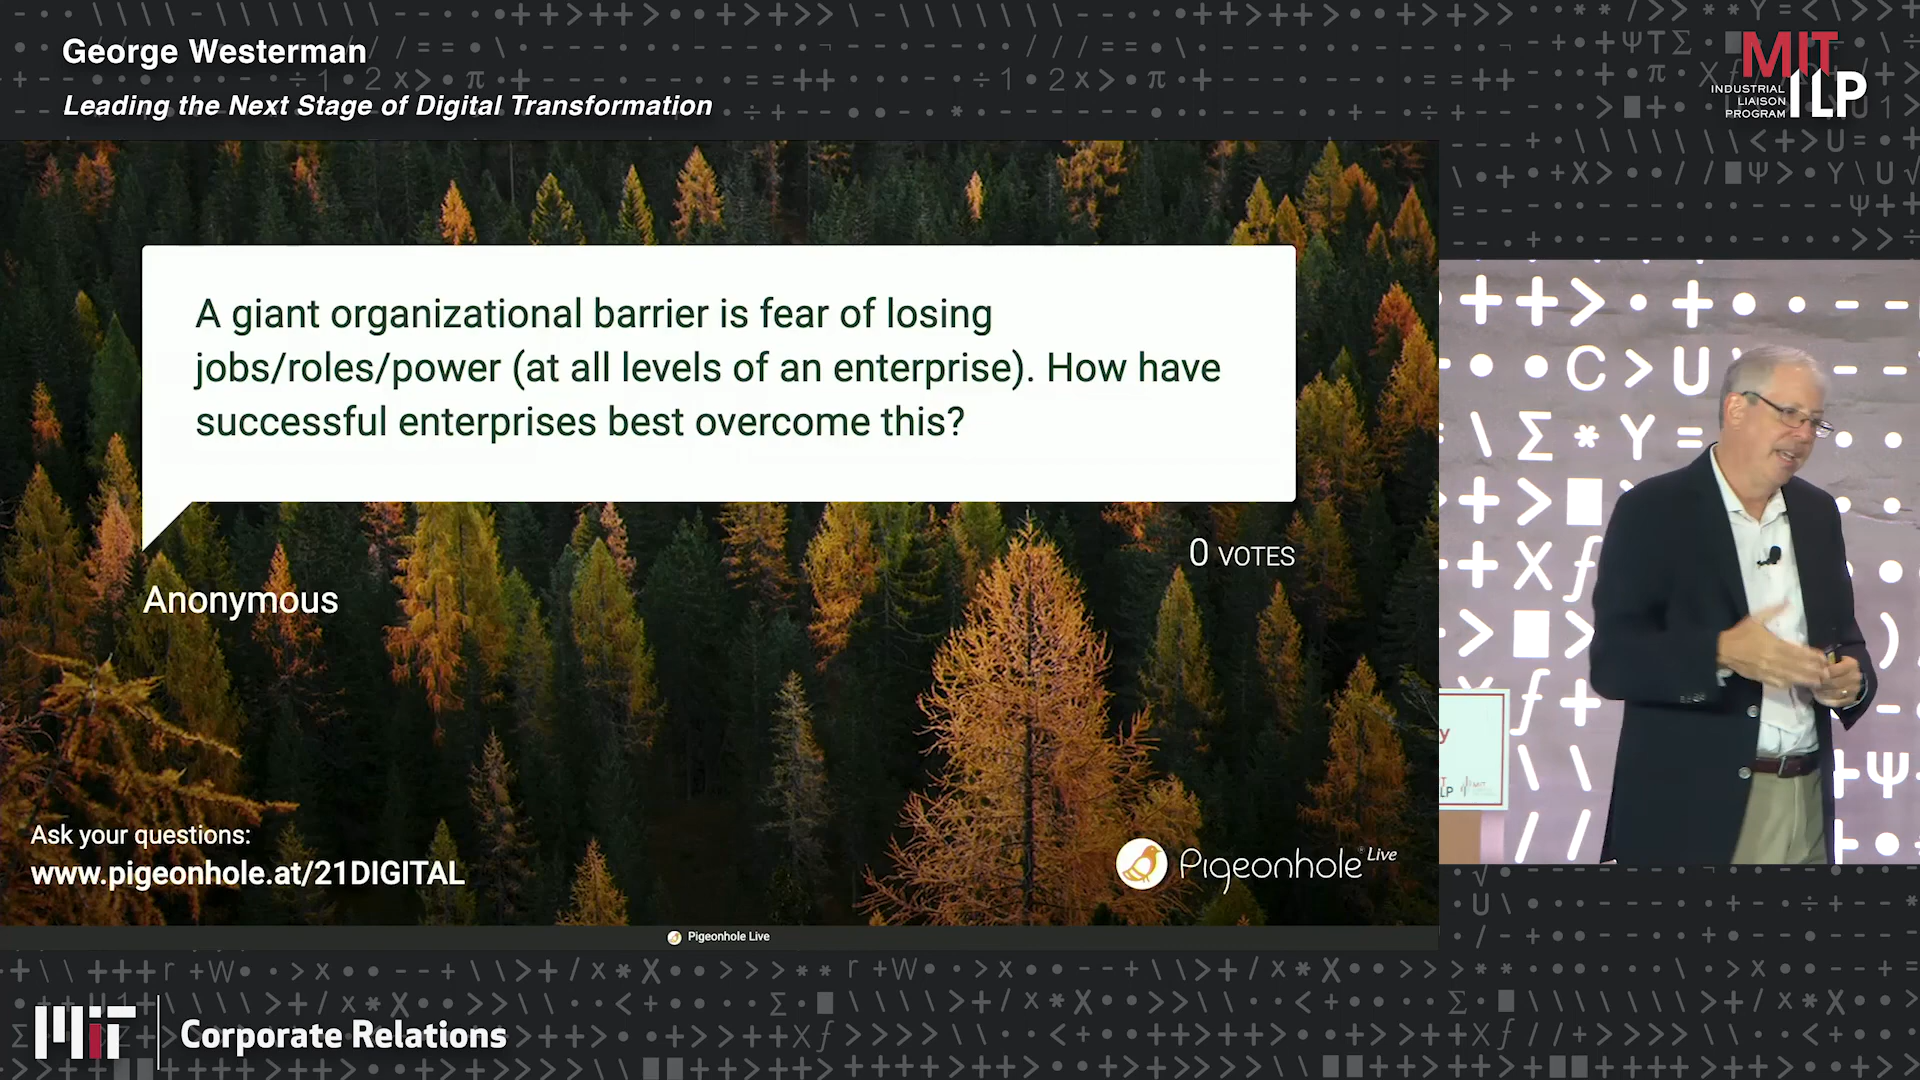 George Westerman
Leading the Next Stage of Digital Transformation
MIT
ILP
INDUSTRIAL
LIAISON
PROGRAM
A giant organizational barrier is fear of losing
jobs/roles/power (at all levels of an enterprise). How have
successful enterprises best overcome this?
0 VOTES
Anonymous
Ask your questions:
www.pigeonhole.at/21DIGITAL
Pigeonhole Live
Pigeonhole Live
MIT
Corporate Relations